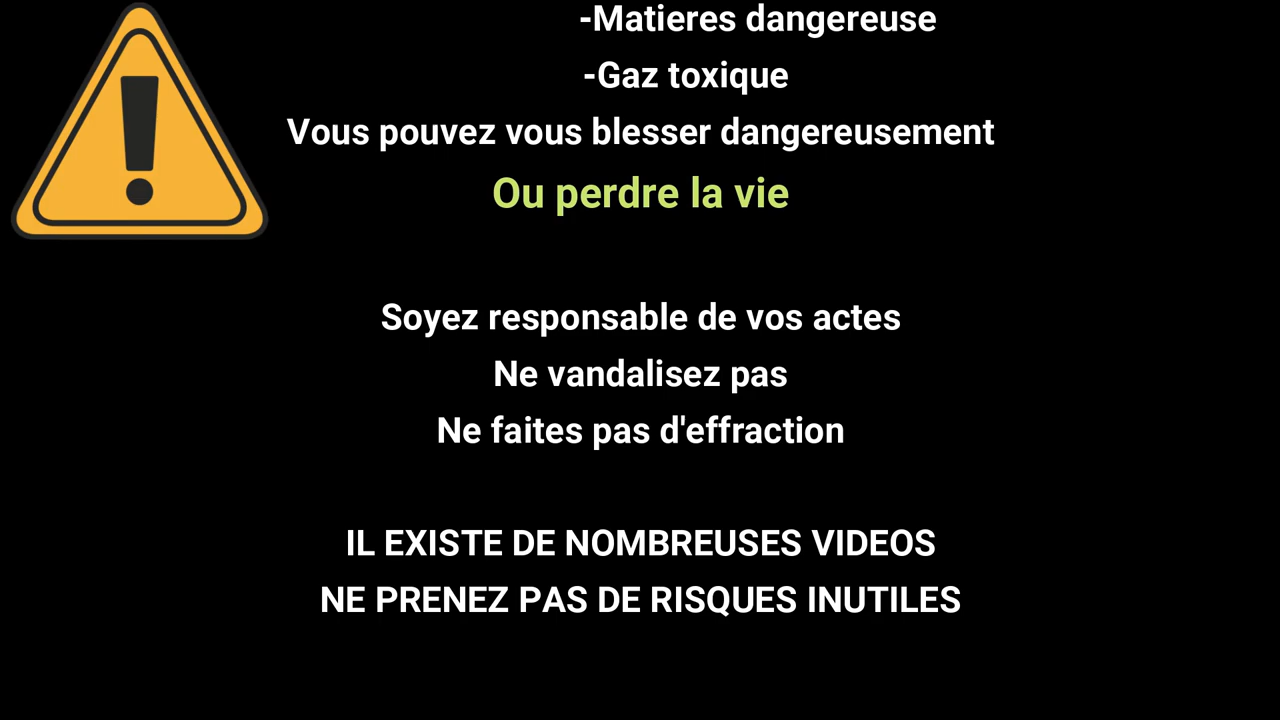 -Matieres dangereuse
-Gaz toxique
Vous pouvez vous blesser dangereusement
Ou perdre la vie
Soyez responsable de vos actes
Ne vandalisez pas
Ne faites pas d'effraction
IL EXISTE DE NOMBREUSES VIDEOS
NE PRENEZ PAS DE RISQUES INUTILES